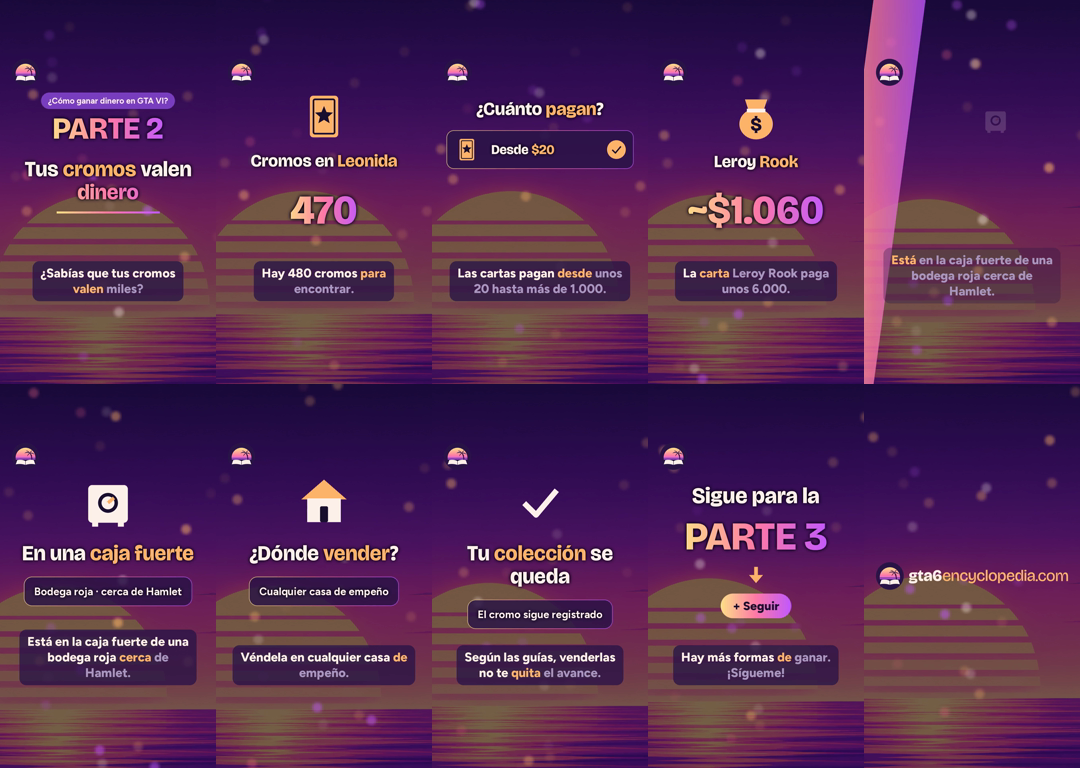 ¿Cómo ganar dinero en GTA VI?
PARTE 2
Tus cromos valen
dinero
¿Sabías que tus cromos
valen miles?
Cromos en Leonida
470
Hay 480 cromos para
encontrar.
¿Cuánto pagan?
Desde $20
Las cartas pagan desde unos
20 hasta más de 1.000.
$
Leroy Rook
~$1.060
La carta Leroy Rook paga
unos 6.000.
Está en la caja fuerte de una
bodega roja cerca de
Hamlet.
En una caja fuerte
Bodega roja · cerca de Hamlet
Está en la caja fuerte de una
bodega roja cerca de
Hamlet.
¿Dónde vender?
Cualquier casa de empeño
Véndela en cualquier casa de
empeño.
Tu colección se
queda
El cromo sigue registrado
Según las guías, venderlas
no te quita el avance.
Sigue para la
PARTE 3
+ Seguir
Hay más formas de ganar.
¡Sígueme!
gta6encyclopedia.com